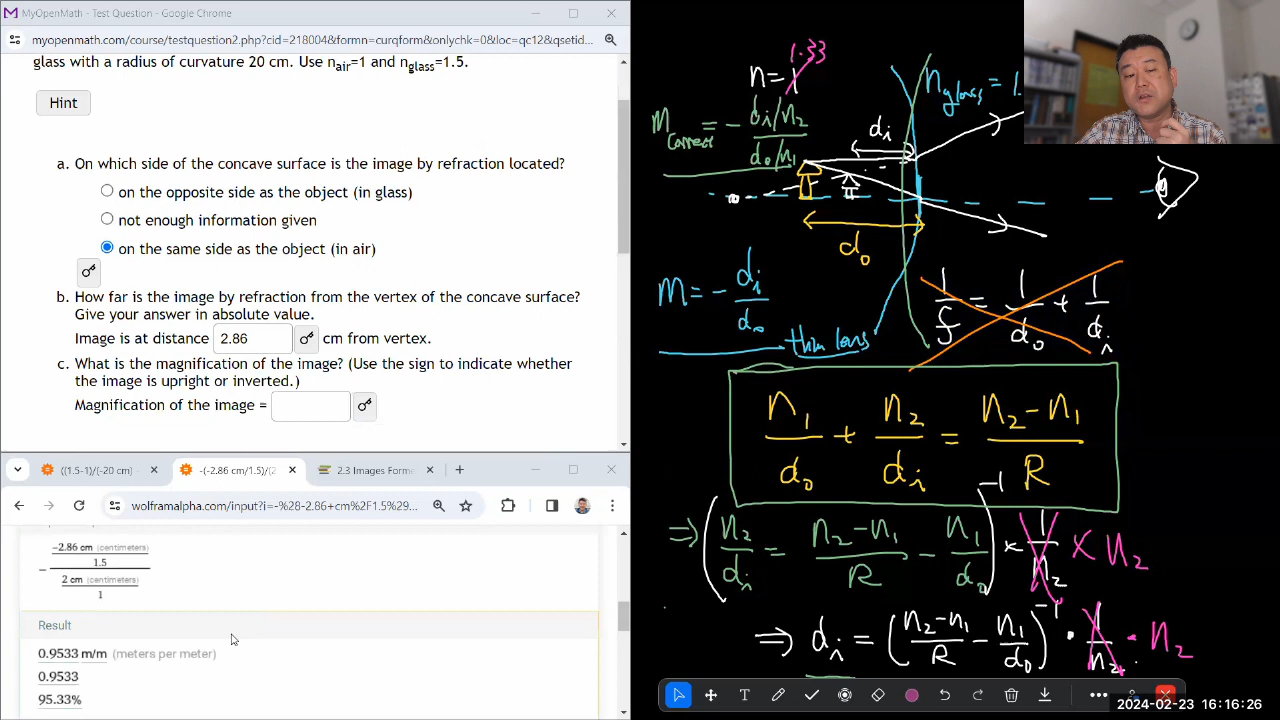 MyOpenMath - Test Question - Google Chrome
myopenmath.com/course/testquestion2.php?cid=218004&formn=curqform&onlychk=0&loc=qc12&qsetid...
glass with a radius of curvature 20 cm. Use nair=1 and nglass=1.5.
Hint
a. On which side of the concave surface is the image by refraction located?
on the opposite side as the object (in glass)
not enough information given
on the same side as the object (in air)
b. How far is the image by refraction from the vertex of the concave surface?
Give your answer in absolute value.
Image is at distance 2.86 cm from vertex.
c. What is the magnification of the image? (Use the sign to indicate whether
the image is upright or inverted.)
Magnification of the image =
((1.5-1)/(-20 cm)
-(-2.86 cm/1.5)/(2
2.3 Images Forme
wolframalpha.com/input?i=-%28-2.86+cm%2F1.5%29...
-2.86 cm (centimeters)
1.5
-
2 cm (centimeters)
1
Result
0.9533 m/m (meters per meter)
0.9533
95.33%
1.33
n=1
nglass = 1.
Mcorrect = - di/n2
do/n1
di
do
M = - di
do
thin lens
1/f = 1/do + 1/di
n1/do + n2/di = (n2-n1)/R
⇒ (n2/di = (n2-n1)/R - n1/do)^-1 × 1/n2 × n2
⇒ di = ((n2-n1)/R - n1/do)^-1 · 1/n2 · n2
2024-02-23 16:16:26